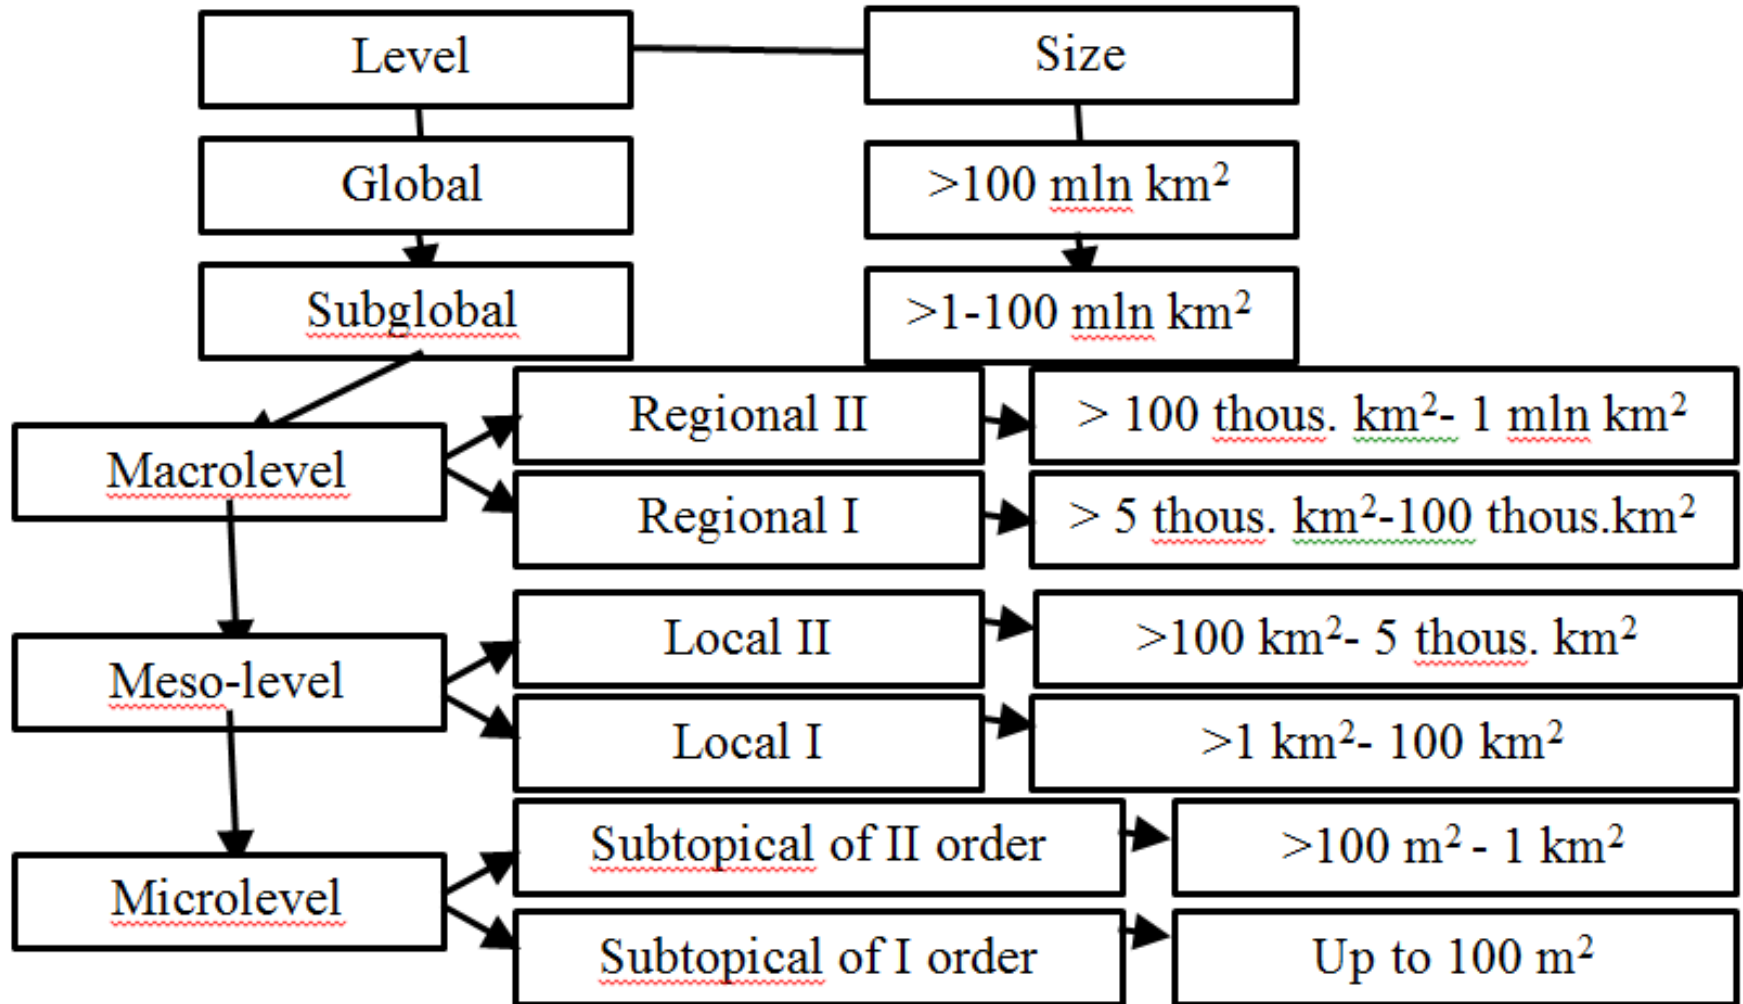 Level
Size
Global
>100 mln km²
Subglobal
>1-100 mln km²
Macrolevel
Regional II
> 100 thous. km²- 1 mln km²
Regional I
> 5 thous. km²-100 thous.km²
Meso-level
Local II
>100 km²- 5 thous. km²
Local I
>1 km²- 100 km²
Microlevel
Subtopical of II order
>100 m² - 1 km²
Subtopical of I order
Up to 100 m²